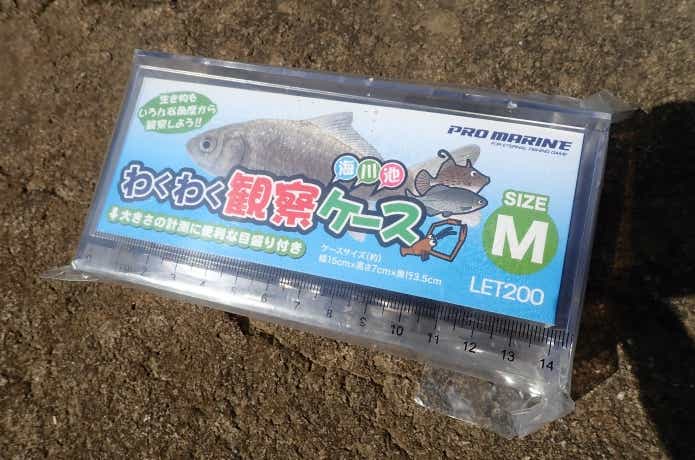 生き物を
いろんな角度から
観察しよう!!
PRO MARINE
FOR ETERNAL FISHING GAME
海川池
わくわく観察ケース
大きさの計測に便利な目盛り付き
ケースサイズ(約)
幅15cm×高さ7cm×奥行3.5cm
SIZE
M
LET200
1 2 3 4 5 6 7 8 9 10 11 12 13 14